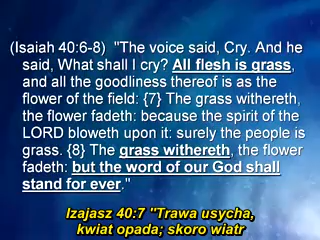 (Isaiah 40:6-8)  "The voice said, Cry. And he
said, What shall I cry? All flesh is grass,
and all the goodliness thereof is as the
flower of the field: {7} The grass withereth,
the flower fadeth: because the spirit of the
LORD bloweth upon it: surely the people is
grass. {8} The grass withereth, the flower
fadeth: but the word of our God shall
stand for ever."
Izajasz 40:7 "Trawa usycha,
kwiat opada; skoro wiatr